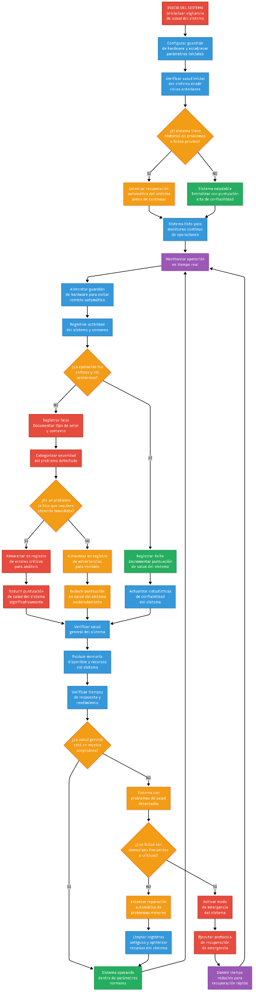 INICIO DEL SISTEMA
Inicializar vigilancia
de salud del sistema
Configurar guardián
de hardware y establecer
parámetros iniciales
Verificar salud inicial
del sistema desde
ciclos anteriores
¿El sistema tiene
historial de problemas
o fallos previos?
SÍ
NO
Intentar recuperación
automática del sistema
antes de continuar
Sistema saludable
Inicializar con puntuación
alta de confiabilidad
Sistema listo para
monitoreo continuo
de operaciones
Monitorear operación
en tiempo real
Alimentar guardián
de hardware para evitar
reinicio automático
Registrar actividad
del sistema y sensores
¿La operación fue
exitosa y sin
problemas?
NO
Registrar fallo
Documentar tipo de error
y contexto
Categorizar severidad
del problema detectado
SÍ
¿Es un problema
crítico que requiere
atención inmediata?
SÍ
NO
Almacenar en registro
de errores críticos
para análisis
Almacenar en registro
de advertencias
para revisión
Registrar éxito
Incrementar puntuación
de salud del sistema
Reducir puntuación
de salud del sistema
significativamente
Reducir puntuación
de salud del sistema
moderadamente
Actualizar estadísticas
de confiabilidad
del sistema
Verificar salud
general del sistema
Evaluar memoria
disponible y recursos
del sistema
Verificar tiempos
de respuesta y
rendimiento
¿La salud general
está en niveles
aceptables?
NO
Sistema con
problemas de salud
detectados
¿Los fallos son
demasiado frecuentes
o críticos?
SÍ
NO
SÍ
Intentar reparación
automática de
problemas menores
Activar modo
de emergencia
del sistema
Limpiar registros
antiguos y optimizar
recursos del sistema
Ejecutar protocolo
de recuperación
de emergencia
Sistema operando
dentro de parámetros
normales
Dormir tiempo
reducido para
recuperación rápida